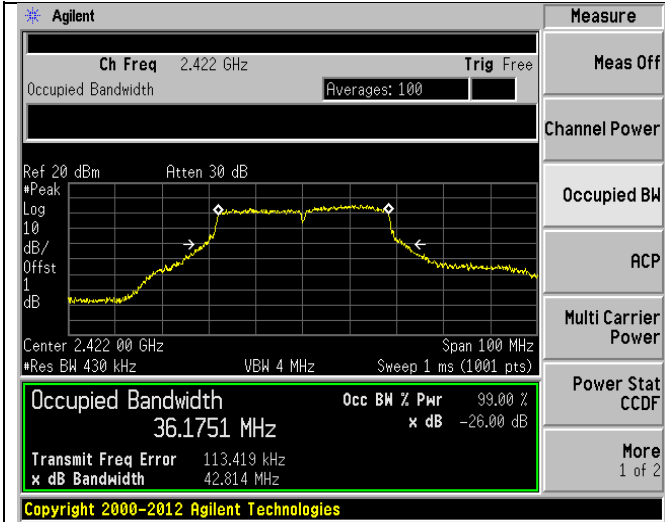 Agilent
Measure
Ch Freq 2.422 GHz Trig Free
Occupied Bandwidth Averages: 100
Ref 20 dBm Atten 30 dB
#Peak
Log
10
dB/
Offst
1
dB
Center 2.422 00 GHz Span 100 MHz
#Res BW 430 kHz VBW 4 MHz Sweep 1 ms (1001 pts)
Occupied Bandwidth Occ BW % Pwr 99.00 %
36.1751 MHz x dB -26.00 dB
Transmit Freq Error 113.419 kHz
x dB Bandwidth 42.814 MHz
Copyright 2000-2012 Agilent Technologies
Meas Off
Channel Power
Occupied BW
ACP
Multi Carrier
Power
Power Stat
CCDF
More
1 of 2